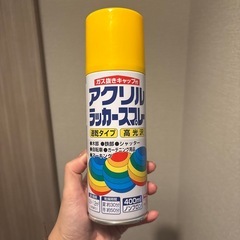 ガス抜きキャップ付
アクリル
ラッカースプレー
速乾タイプ 高光沢
●木部 ●鉄部 ●シャッター
●自転車 ●ガーデニング用品
400ml